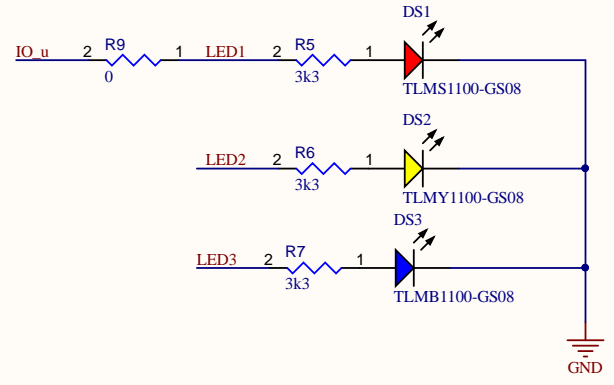 DS1
IO_u 2 R9 1 LED1 2 R5 1
0 3k3 TLMS1100-GS08
DS2
LED2 2 R6 1
3k3 TLMY1100-GS08
DS3
LED3 2 R7 1
3k3 TLMB1100-GS08
GND